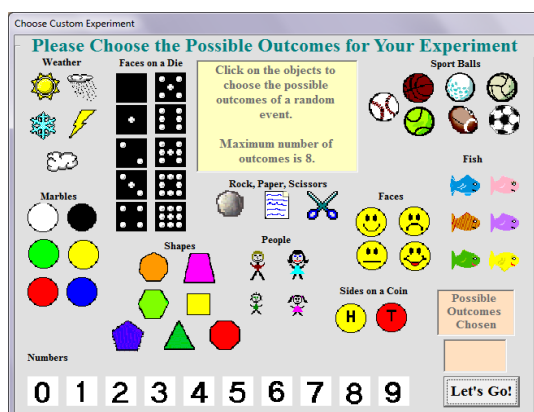 Choose Custom Experiment
Please Choose the Possible Outcomes for Your Experiment
Weather
Faces on a Die
Click on the objects to
choose the possible
outcomes of a random
event.
Maximum number of
outcomes is 8.
Sport Balls
Fish
Rock, Paper, Scissors
Marbles
Faces
Shapes
People
Sides on a Coin
H T
Possible
Outcomes
Chosen
Numbers
0 1 2 3 4 5 6 7 8 9
Let's Go!